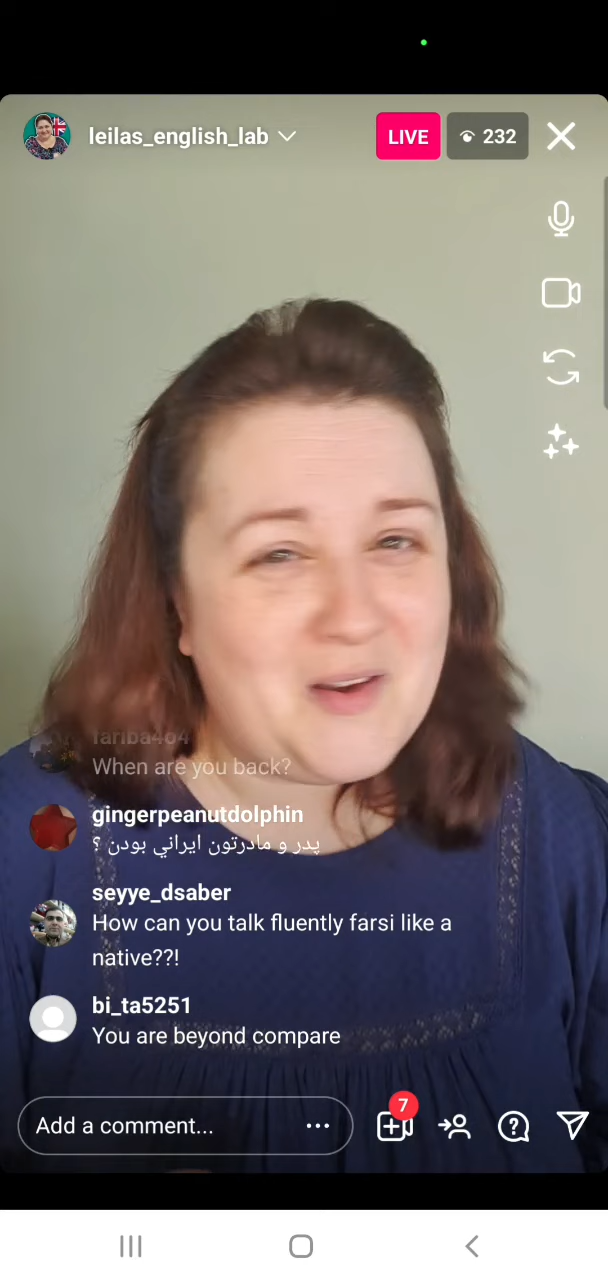 leilas_english_lab
LIVE
232
fariba404
When are you back?
gingerpeanutdolphin
پدر و مادرتون ايراني بودن ؟
seyye_dsaber
How can you talk fluently farsi like a
native??!
bi_ta5251
You are beyond compare
Add a comment...
7